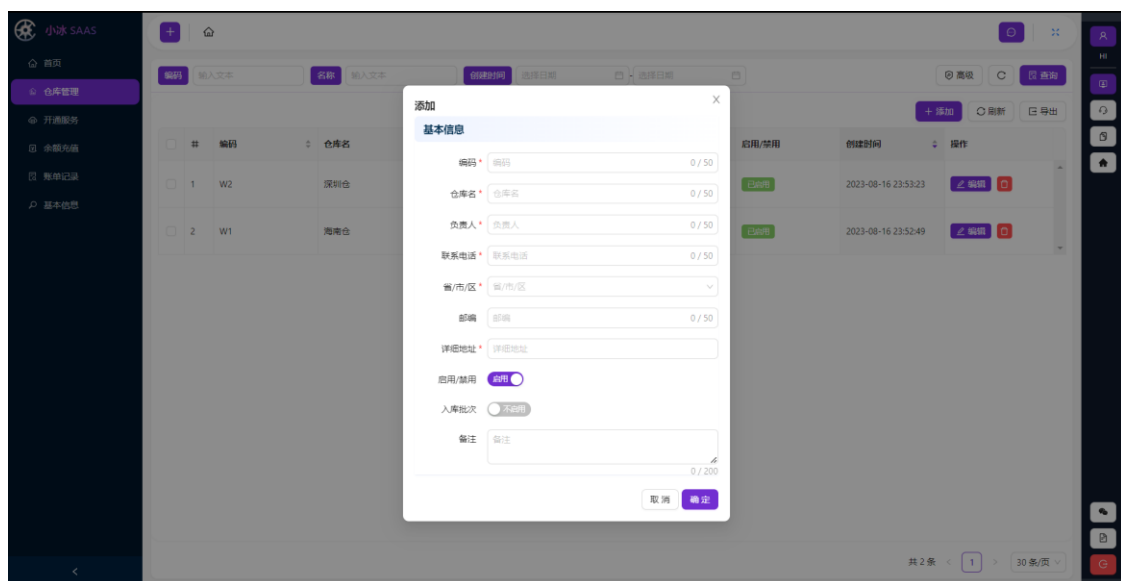 小冰 SAAS
首页
仓库管理
开通服务
余额充值
账单记录
基本信息
编码 输入文本 名称 输入文本 创建时间 选择日期 - 选择日期 高级 查询
+ 添加 刷新 导出
# 编码 仓库名 启用/禁用 创建时间 操作
1 W2 深圳仓 已启用 2023-08-16 23:53:23 编辑
2 W1 海南仓 已启用 2023-08-16 23:52:49 编辑
添加
基本信息
编码 * 编码 0 / 50
仓库名 * 仓库名 0 / 50
负责人 * 负责人 0 / 50
联系电话 * 联系电话 0 / 50
省/市/区 * 省/市/区
邮编 邮编 0 / 50
详细地址 * 详细地址
启用/禁用 启用
入库批次 不启用
备注 备注
0 / 200
取消 确定
共 2 条 < 1 > 30 条/页
HI